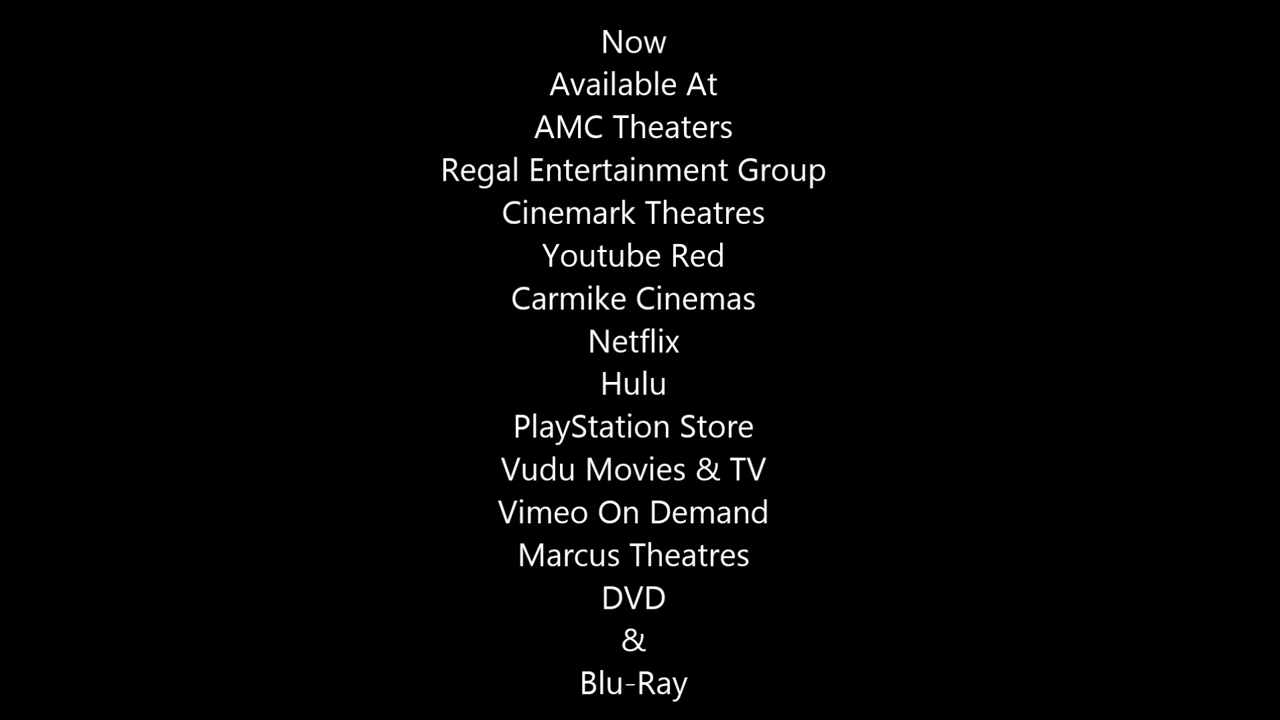 Now
Available At
AMC Theaters
Regal Entertainment Group
Cinemark Theatres
Youtube Red
Carmike Cinemas
Netflix
Hulu
PlayStation Store
Vudu Movies & TV
Vimeo On Demand
Marcus Theatres
DVD
&
Blu-Ray